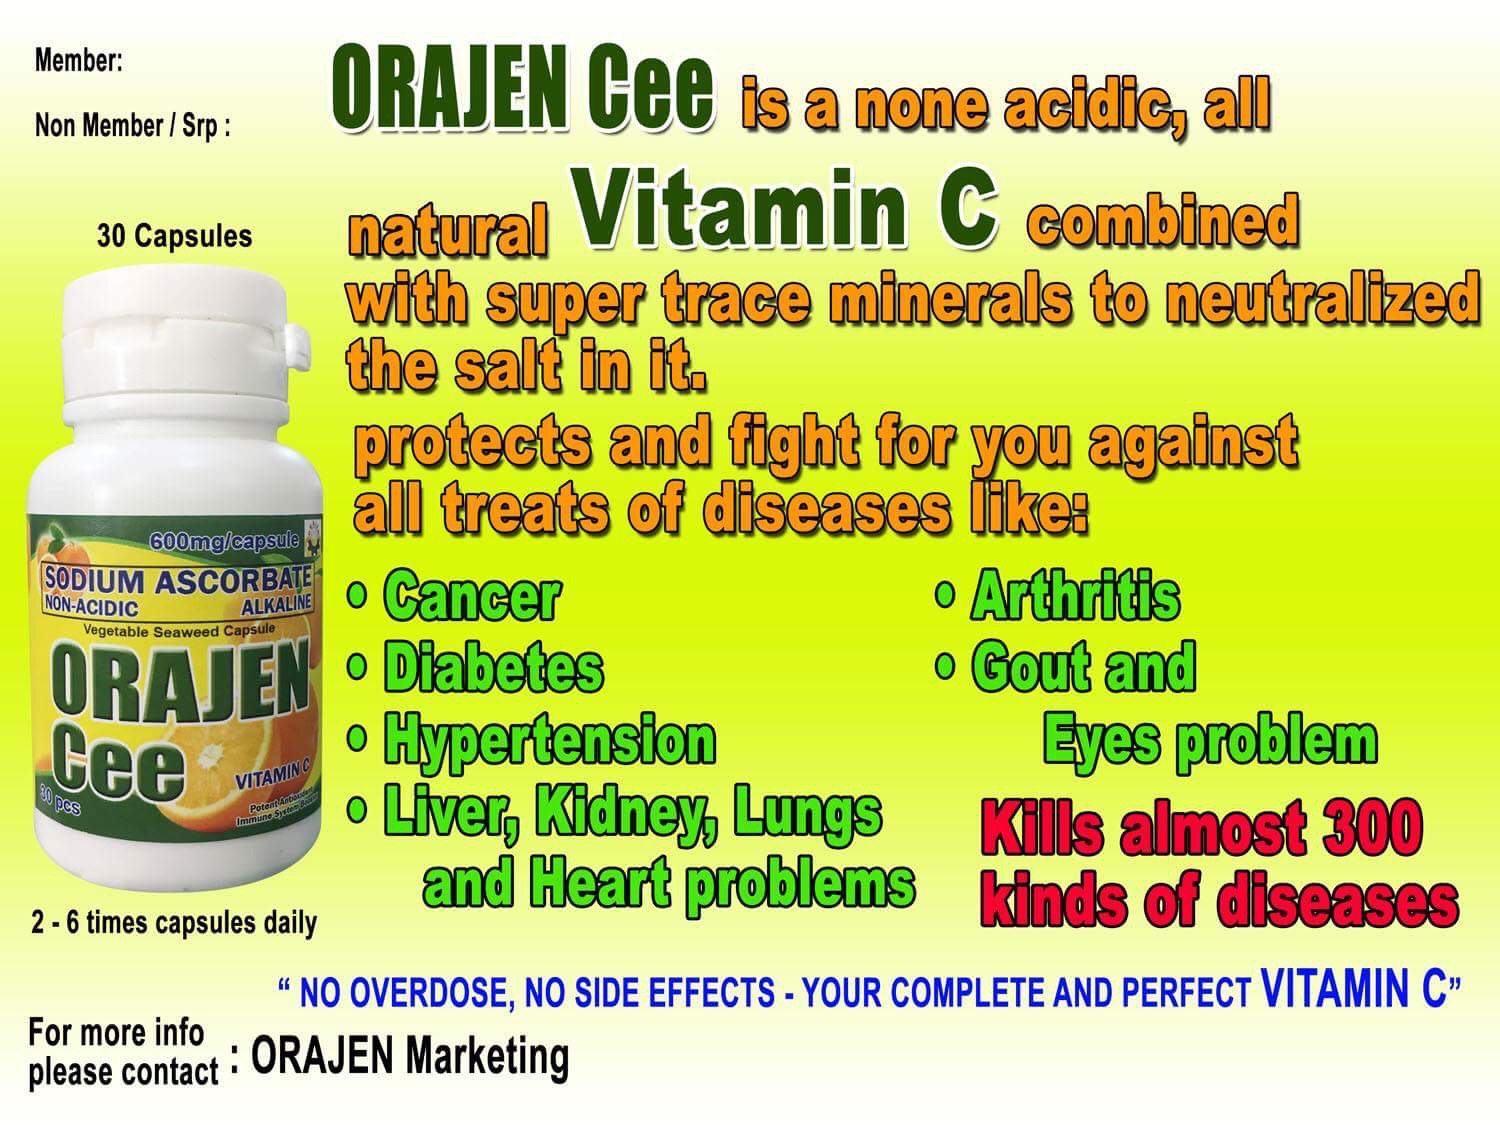 Member:
Non Member / Srp :
ORAJEN Cee is a none acidic, all
natural Vitamin C combined
with super trace minerals to neutralized
the salt in it.
protects and fight for you against
all treats of diseases like:
• Cancer
• Diabetes
• Hypertension
• Liver, Kidney, Lungs
and Heart problems
• Arthritis
• Gout and
Eyes problem
Kills almost 300
kinds of diseases
30 Capsules
600mg/capsule
SODIUM ASCORBATE
NON-ACIDIC ALKALINE
Vegetable Seaweed Capsule
ORAJEN
Cee
VITAMIN C
30 pcs
Potent
Immune System
2 - 6 times capsules daily
“ NO OVERDOSE, NO SIDE EFFECTS - YOUR COMPLETE AND PERFECT VITAMIN C”
For more info
please contact : ORAJEN Marketing